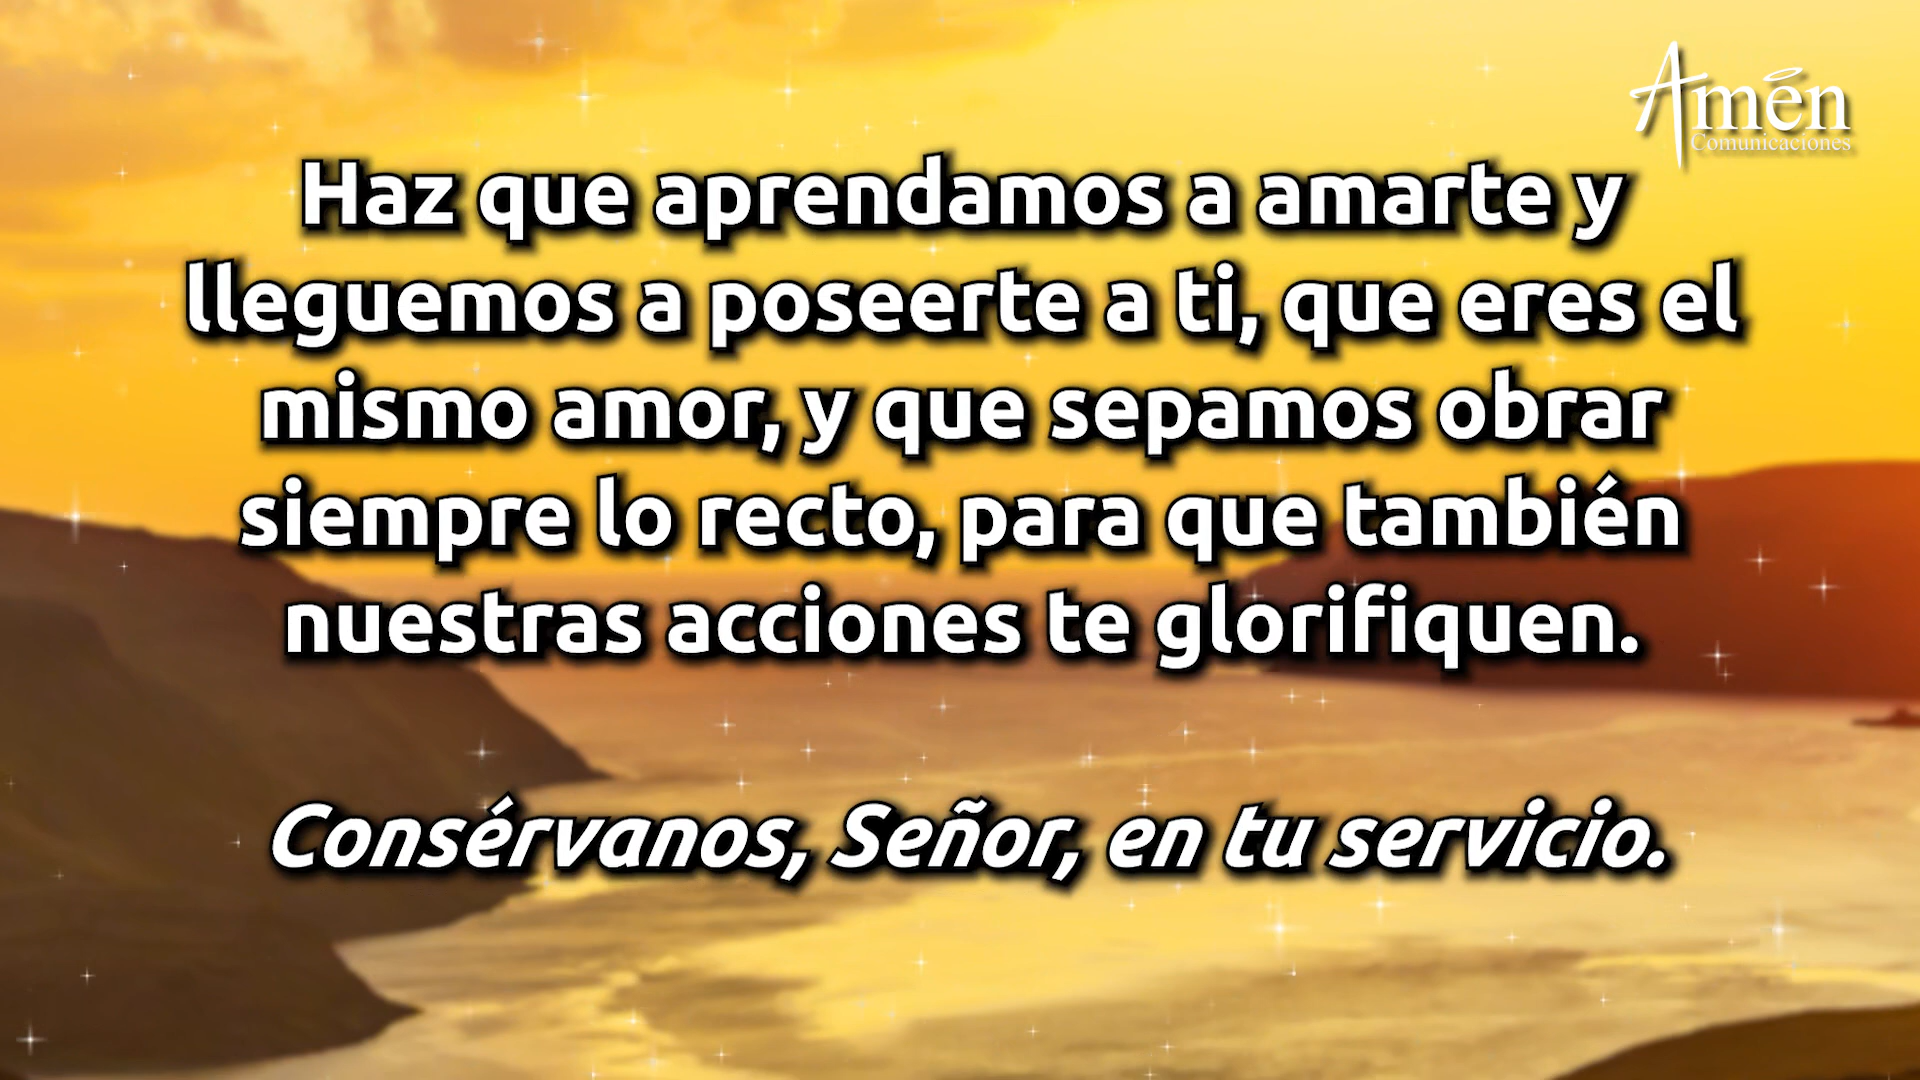 Amén
Comunicaciones
Haz que aprendamos a amarte y
lleguemos a poseerte a ti, que eres el
mismo amor, y que sepamos obrar
siempre lo recto, para que también
nuestras acciones te glorifiquen.
Consérvanos, Señor, en tu servicio.